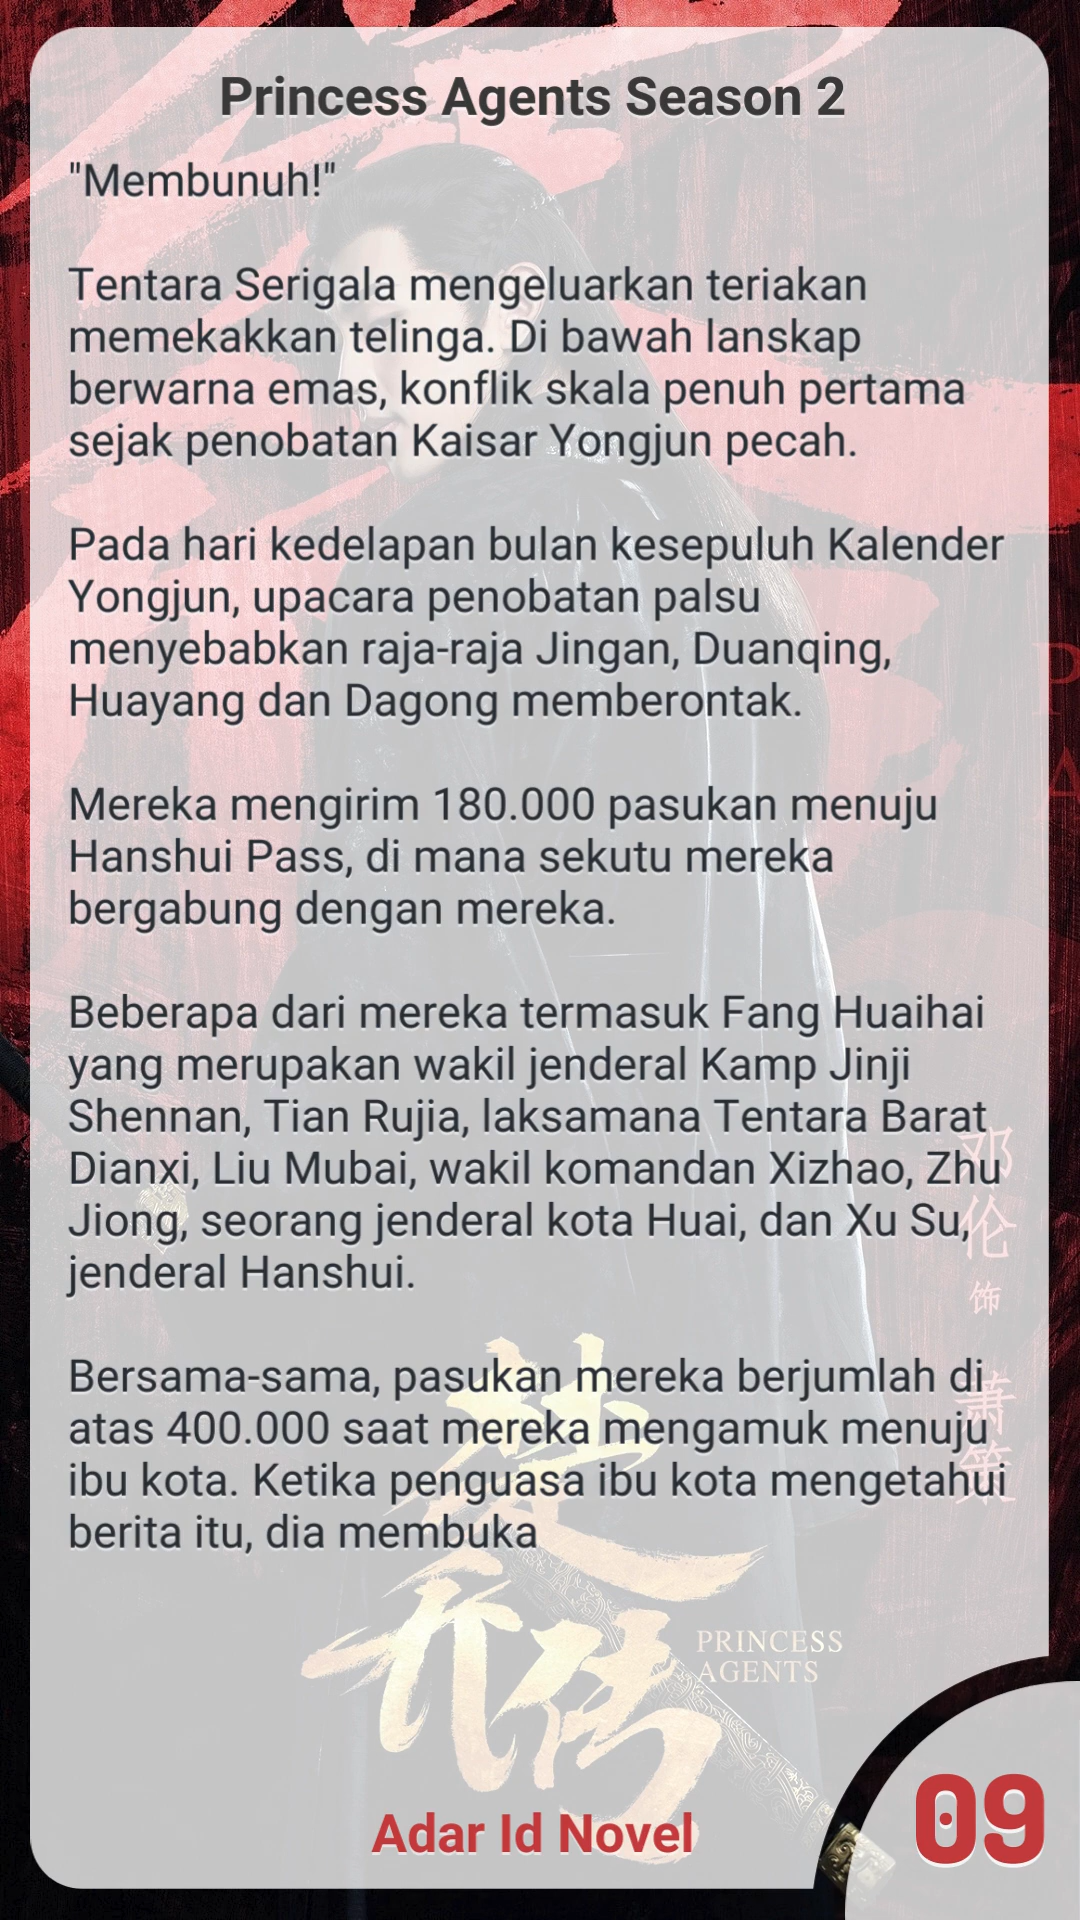 Princess Agents Season 2
"Membunuh!"
Tentara Serigala mengeluarkan teriakan
memekakkan telinga. Di bawah lanskap
berwarna emas, konflik skala penuh pertama
sejak penobatan Kaisar Yongjun pecah.
Pada hari kedelapan bulan kesepuluh Kalender
Yongjun, upacara penobatan palsu
menyebabkan raja-raja Jingan, Duanqing,
Huayang dan Dagong memberontak.
Mereka mengirim 180.000 pasukan menuju
Hanshui Pass, di mana sekutu mereka
bergabung dengan mereka.
Beberapa dari mereka termasuk Fang Huaihai
yang merupakan wakil jenderal Kamp Jinji
Shennan, Tian Rujia, laksamana Tentara Barat
Dianxi, Liu Mubai, wakil komandan Xizhao, Zhu
Jiong, seorang jenderal kota Huai, dan Xu Su,
jenderal Hanshui.
Bersama-sama, pasukan mereka berjumlah di
atas 400.000 saat mereka mengamuk menuju
ibu kota. Ketika penguasa ibu kota mengetahui
berita itu, dia membuka
邓伦 饰 萧策
楚乔传
PRINCESS
AGENTS
Adar Id Novel
09